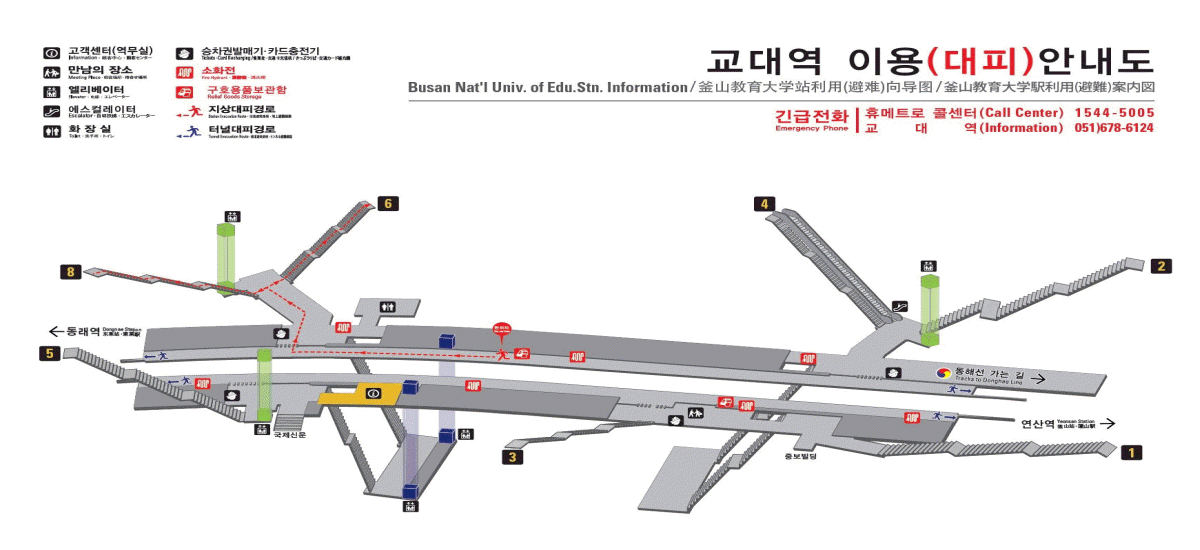 고객센터(역무실)
만남의 장소
Meeting Place
엘리베이터
에스컬레이터
화 장 실
승차권발매기·카드충전기
소화전
Fire Hydrant
구호용품보관함
Relief Goods Storage
지상대피경로
터널대피경로
교대역 이용(대피)안내도
Busan Nat'l Univ. of Edu.Stn. Information/釜山教育大学站利用(避难)向导图/釜山教育大学駅利用(避難)案内図
긴급전화
Emergency Phone
휴메트로 콜센터(Call Center) 1544-5005
교 대 역(Information) 051)678-6124
6
4
8
2
동래역 Dongnae Station
5
동해선 가는 길
Tracks to Donghae Line
연산역 Yeonsan Station
국제신문
3
중보빌딩
1